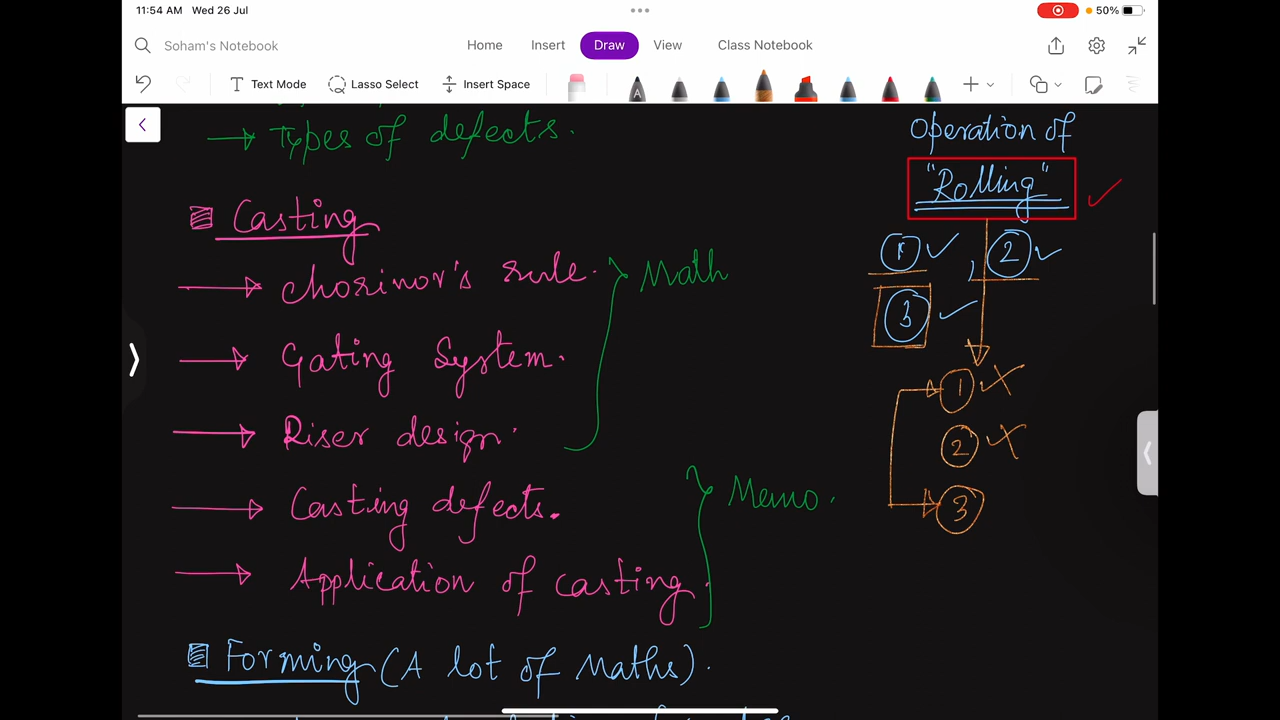 11:54 AM Wed 26 Jul
50%
Soham's Notebook
Home
Insert
Draw
View
Class Notebook
Text Mode
Lasso Select
Insert Space
A
→ Types of defects.
Casting
→ Chorinor's rule.
→ Gating System.
→ Riser design.
Math
→ Casting defects.
→ Application of casting.
Memo.
Forming (A lot of Maths).
Operation of
"Rolling" ✓
1 ✓, 2 ✓
3 ✓
1 ✗
2 ✗
3